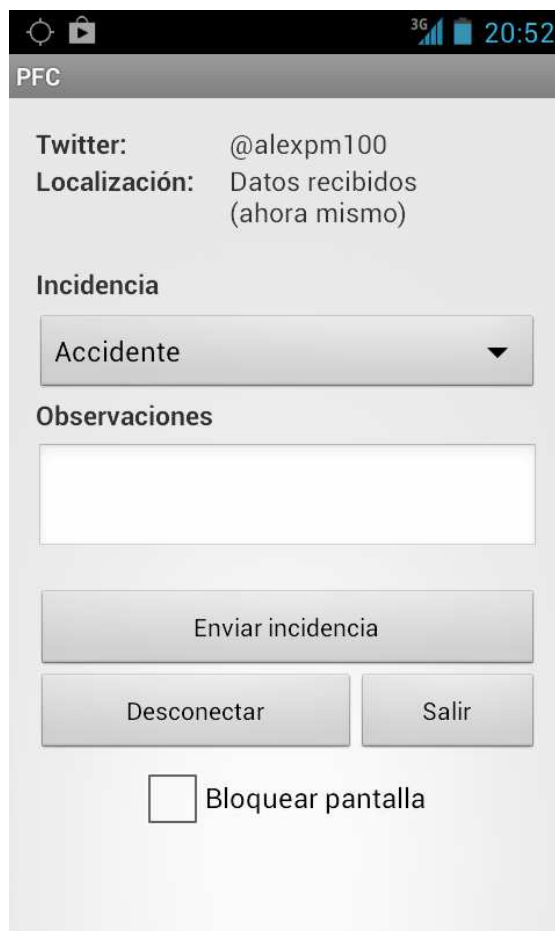 3G 20:52
PFC
Twitter: @alexpm100
Localización: Datos recibidos
(ahora mismo)
Incidencia
Accidente
Observaciones
Enviar incidencia
Desconectar Salir
Bloquear pantalla